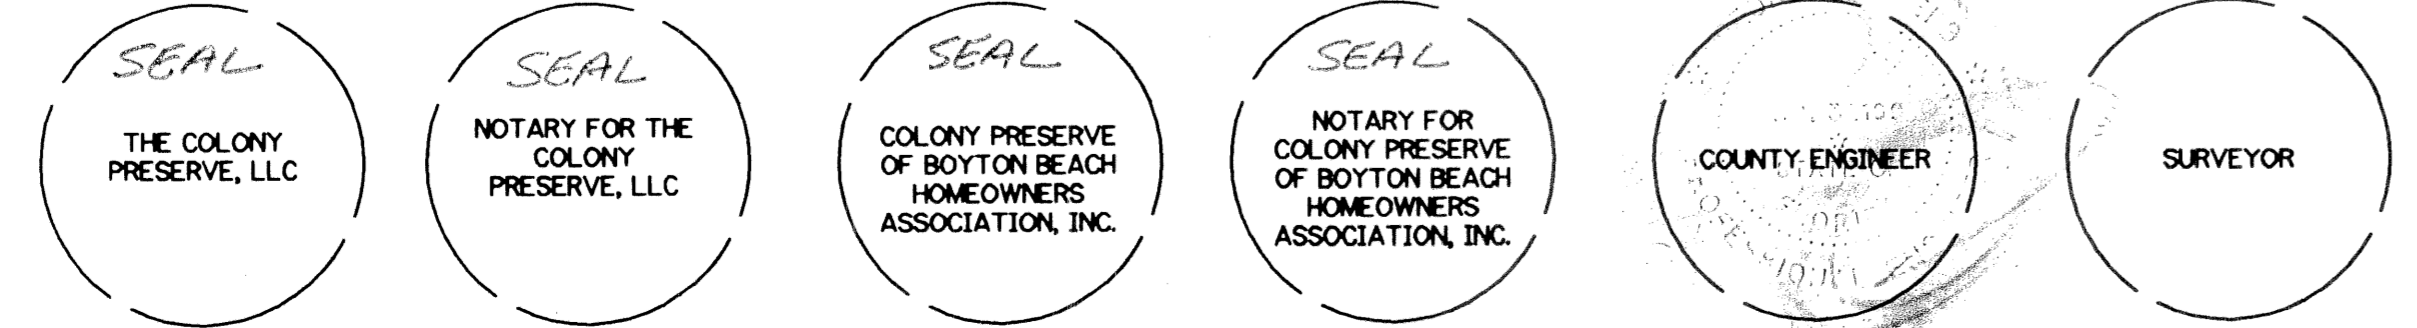 SEAL
THE COLONY
PRESERVE, LLC
SEAL
NOTARY FOR THE
COLONY
PRESERVE, LLC
SEAL
COLONY PRESERVE
OF BOYTON BEACH
HOMEOWNERS
ASSOCIATION, INC.
SEAL
NOTARY FOR
COLONY PRESERVE
OF BOYTON BEACH
HOMEOWNERS
ASSOCIATION, INC.
COUNTY ENGINEER
SURVEYOR